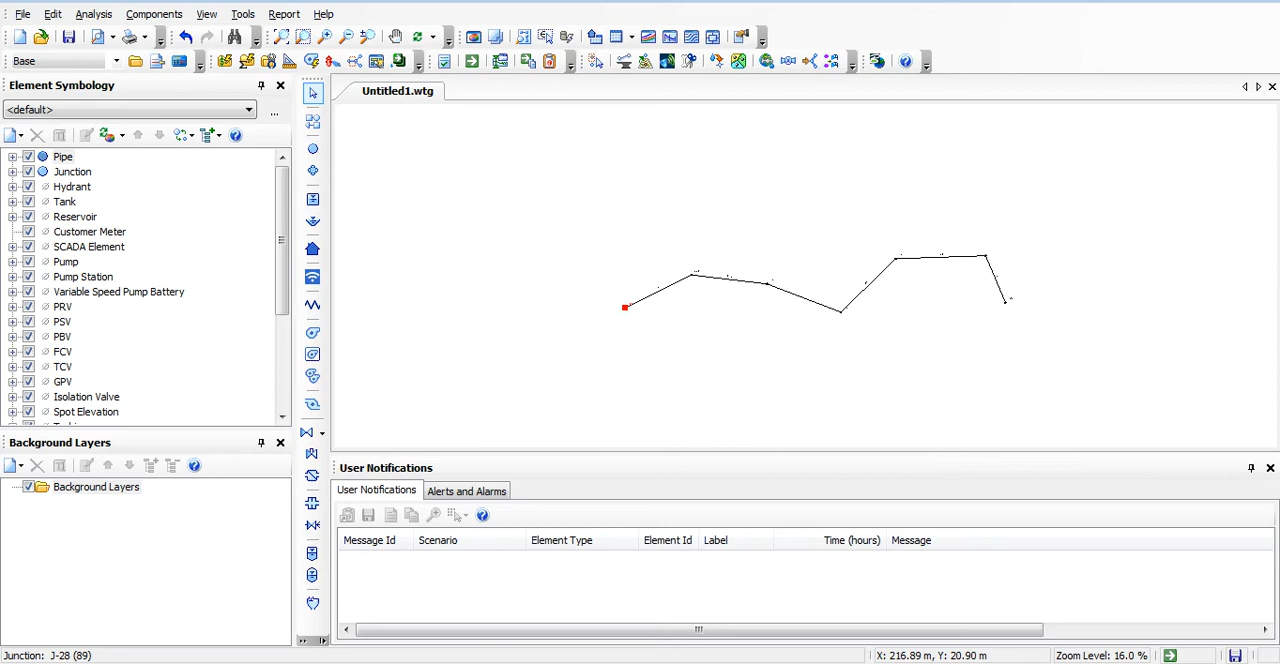 File Edit Analysis Components View Tools Report Help
Base
Element Symbology
Untitled1.wtg
<default>
...
Pipe
Junction
Hydrant
Tank
Reservoir
Customer Meter
SCADA Element
Pump
Pump Station
Variable Speed Pump Battery
PRV
PSV
PBV
FCV
TCV
GPV
Isolation Valve
Spot Elevation
Background Layers
Background Layers
User Notifications
User Notifications Alerts and Alarms
Message Id Scenario Element Type Element Id Label Time (hours) Message
Junction: J-28 (89) X: 216.89 m, Y: 20.90 m Zoom Level: 16.0 %